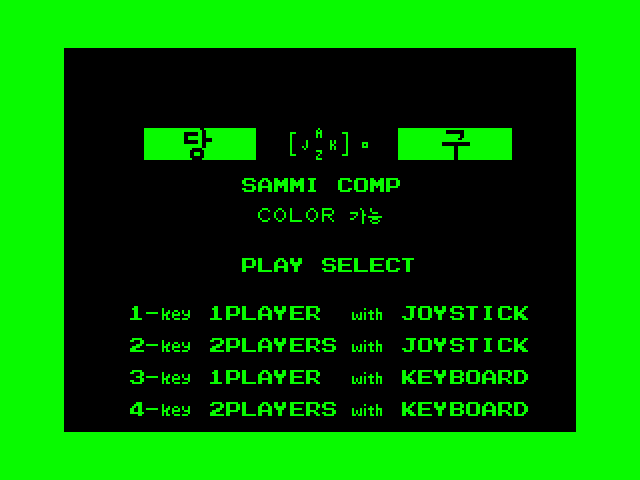 당 [J A Z K] 구
SAMMI COMP
COLOR 가능
PLAY SELECT
1-key 1PLAYER with JOYSTICK
2-key 2PLAYERS with JOYSTICK
3-key 1PLAYER with KEYBOARD
4-key 2PLAYERS with KEYBOARD